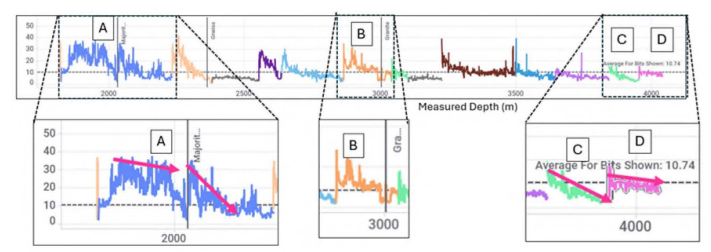 A
Majorit...
Gneiss
B
Granite
C
D
50
40
30
20
10
0
Average For Bits Shown: 10.74
2000
2500
3000
3500
4000
Measured Depth (m)
50
40
30
20
10
0
A
Majorit...
2000
B
Gra...
3000
C
D
Average For Bits Shown: 10.74
4000